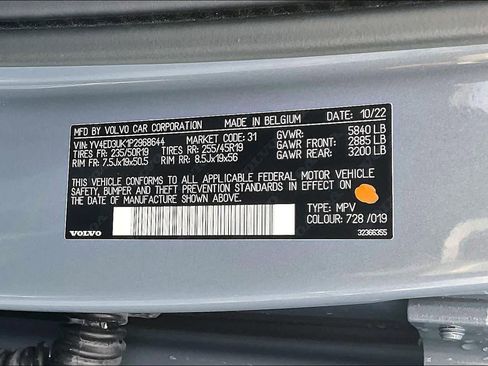 MFD BY VOLVO CAR CORPORATION MADE IN BELGIUM DATE: 10/22
VIN: YV4ED3UK1P2968644 MARKET CODE: 31 GVWR: 5840 LB
TIRES FR: 235/50R19 TIRES RR: 255/45R19 GAWR FRONT: 2885 LB
RIM FR: 7.5Jx19x50.5 RIM RR: 8.5Jx19x56 GAWR REAR: 3200 LB
THIS VEHICLE CONFORMS TO ALL APPLICABLE FEDERAL MOTOR VEHICLE
SAFETY, BUMPER, AND THEFT PREVENTION STANDARDS IN EFFECT ON
THE DATE OF MANUFACTURE SHOWN ABOVE.
TYPE: MPV
COLOUR: 728 /019
VOLVO 32366355